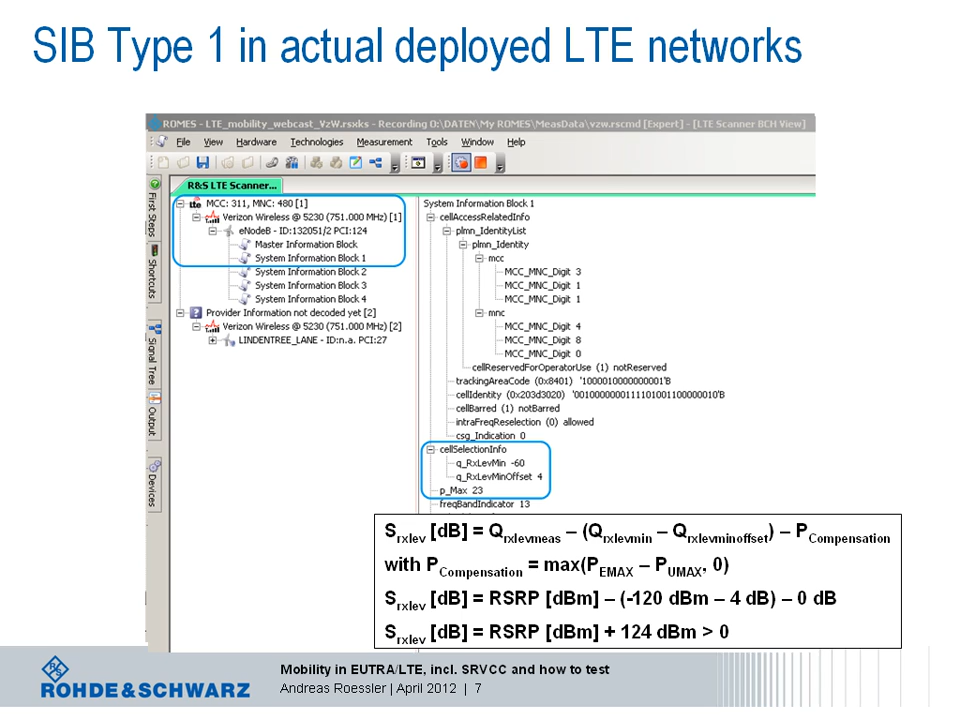 SIB Type 1 in actual deployed LTE networks
ROMES - LTE_mobility_webcast_VzW.rsxks - Recording O:\DATEN\My ROMES\MeasData\vzw.rscmd [Expert] - [LTE Scanner BCH View]
File View Hardware Technologies Measurement Tools Window Help
R&S LTE Scanner...
First Steps
Shortcuts
Signal Tree
Output
Devices
lte MCC: 311, MNC: 480 [1]
Verizon Wireless @ 5230 (751.000 MHz) [1]
eNodeB - ID:132051/2 PCI:124
Master Information Block
System Information Block 1
System Information Block 2
System Information Block 3
System Information Block 4
Provider Information not decoded yet [2]
Verizon Wireless @ 5230 (751.000 MHz) [2]
LINDENTREE_LANE - ID:n.a. PCI:27
System Information Block 1
cellAccessRelatedInfo
plmn_IdentityList
plmn_Identity
mcc
MCC_MNC_Digit 3
MCC_MNC_Digit 1
MCC_MNC_Digit 1
mnc
MCC_MNC_Digit 4
MCC_MNC_Digit 8
MCC_MNC_Digit 0
cellReservedForOperatorUse (1) notReserved
trackingAreaCode (0x8401) '1000010000000001'B
cellIdentity (0x203d3020) '0010000000111101001100000010'B
cellBarred (1) notBarred
intraFreqReselection (0) allowed
csg_Indication 0
cellSelectionInfo
q_RxLevMin -60
q_RxLevMinOffset 4
p_Max 23
freqBandIndicator 13
Srxlev [dB] = Qrxlevmeas – (Qrxlevmin – Qrxlevminoffset) – PCompensation
with PCompensation = max(PEMAX – PUMAX, 0)
Srxlev [dB] = RSRP [dBm] – (-120 dBm – 4 dB) – 0 dB
Srxlev [dB] = RSRP [dBm] + 124 dBm > 0
R&S
ROHDE & SCHWARZ
Mobility in EUTRA/LTE, incl. SRVCC and how to test
Andreas Roessler | April 2012 | 7